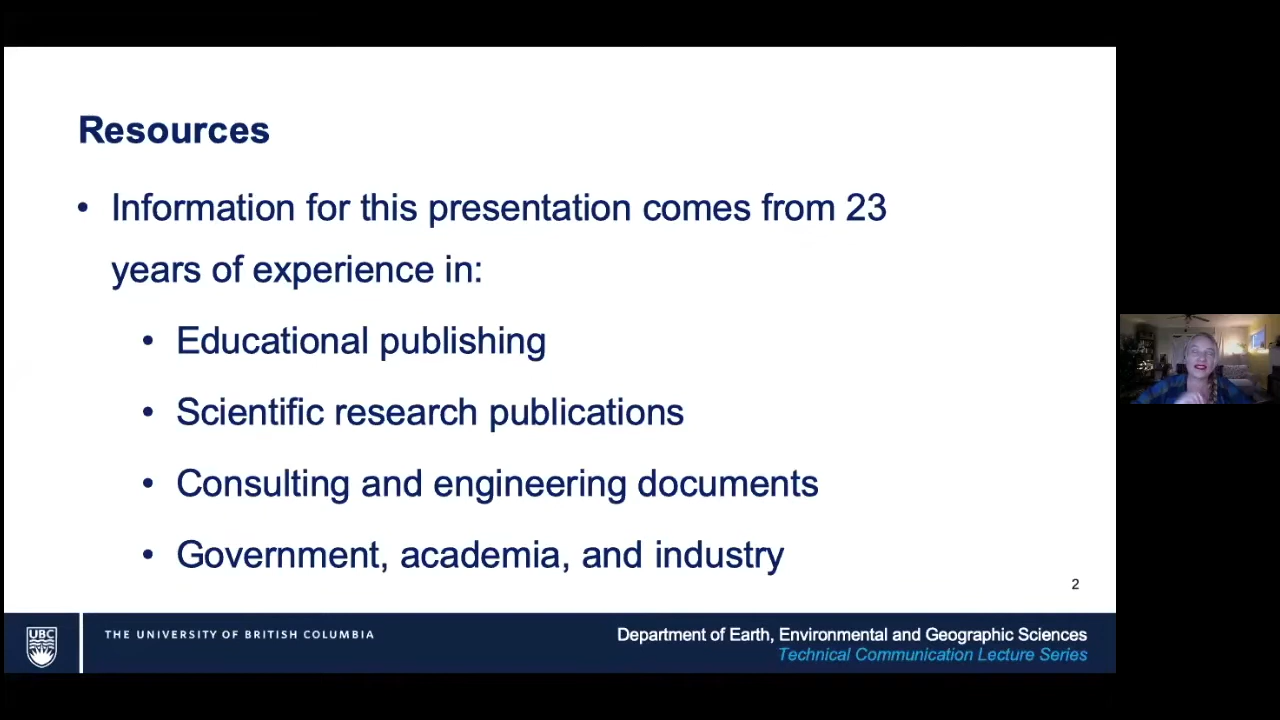 Resources
• Information for this presentation comes from 23
years of experience in:
• Educational publishing
• Scientific research publications
• Consulting and engineering documents
• Government, academia, and industry
2
UBC
THE UNIVERSITY OF BRITISH COLUMBIA
Department of Earth, Environmental and Geographic Sciences
Technical Communication Lecture Series